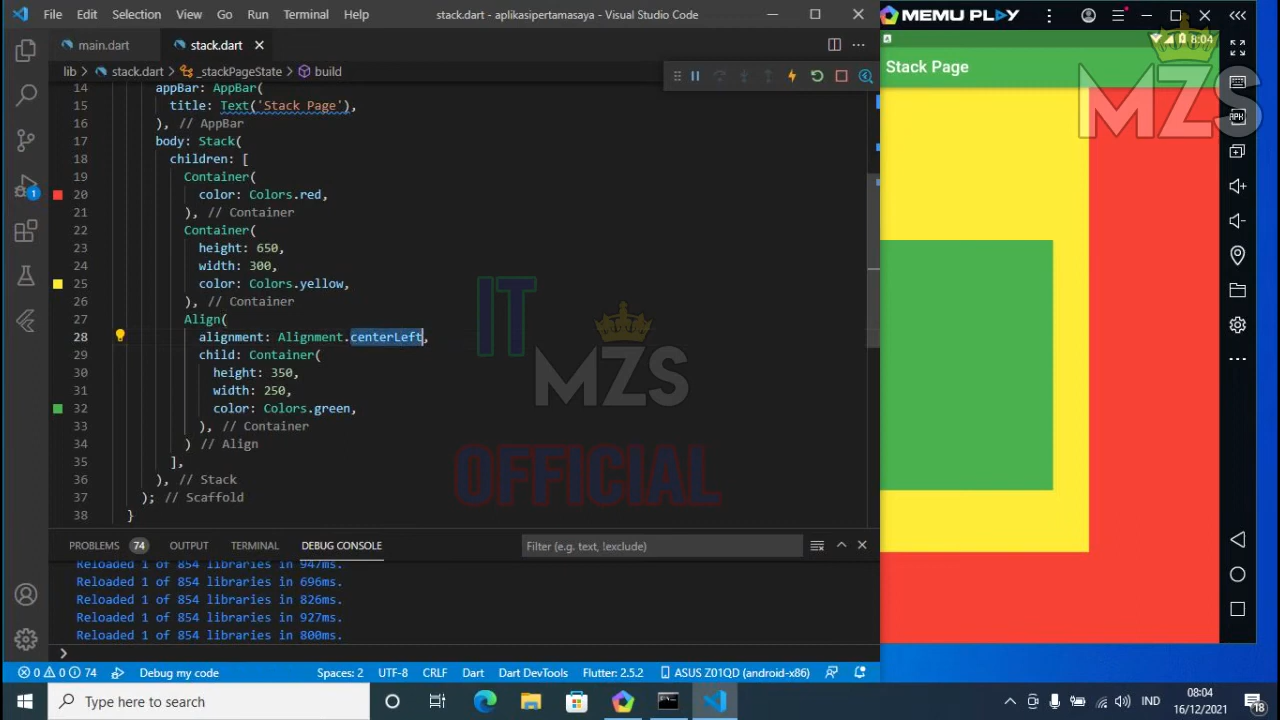 File Edit Selection View Go Run Terminal Help
stack.dart - aplikasipertamasaya - Visual Studio Code
main.dart
stack.dart
lib > stack.dart > _stackPageState > build
14 appBar: AppBar(
15 title: Text('Stack Page'),
16 ), // AppBar
17 body: Stack(
18 children: [
19 Container(
20 color: Colors.red,
21 ), // Container
22 Container(
23 height: 650,
24 width: 300,
25 color: Colors.yellow,
26 ), // Container
27 Align(
28 alignment: Alignment.centerLeft,
29 child: Container(
30 height: 350,
31 width: 250,
32 color: Colors.green,
33 ), // Container
34 ) // Align
35 ],
36 ), // Stack
37 ); // Scaffold
38 }
1
IT
MZS
OFFICIAL
PROBLEMS 74 OUTPUT TERMINAL DEBUG CONSOLE
Filter (e.g. text, !exclude)
Reloaded 1 of 854 libraries in 947ms.
Reloaded 1 of 854 libraries in 696ms.
Reloaded 1 of 854 libraries in 826ms.
Reloaded 1 of 854 libraries in 927ms.
Reloaded 1 of 854 libraries in 800ms.
0 0 74 Debug my code Spaces: 2 UTF-8 CRLF Dart Dart DevTools Flutter: 2.5.2 ASUS Z01QD (android-x86)
MEMU PLAY
A 8:04
Stack Page
MZS
APK
Type here to search
IND
08:04
16/12/2021
18